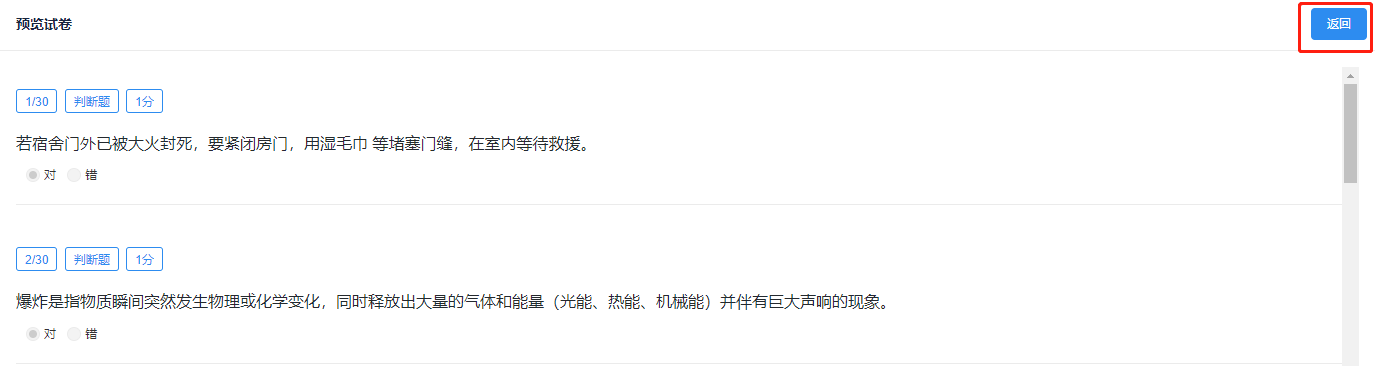 预览试卷 返回
1/30 判断题 1分
若宿舍门外已被大火封死，要紧闭房门，用湿毛巾 等堵塞门缝，在室内等待救援。
对 错
2/30 判断题 1分
爆炸是指物质瞬间突然发生物理或化学变化，同时释放出大量的气体和能量（光能、热能、机械能）并伴有巨大声响的现象。
对 错